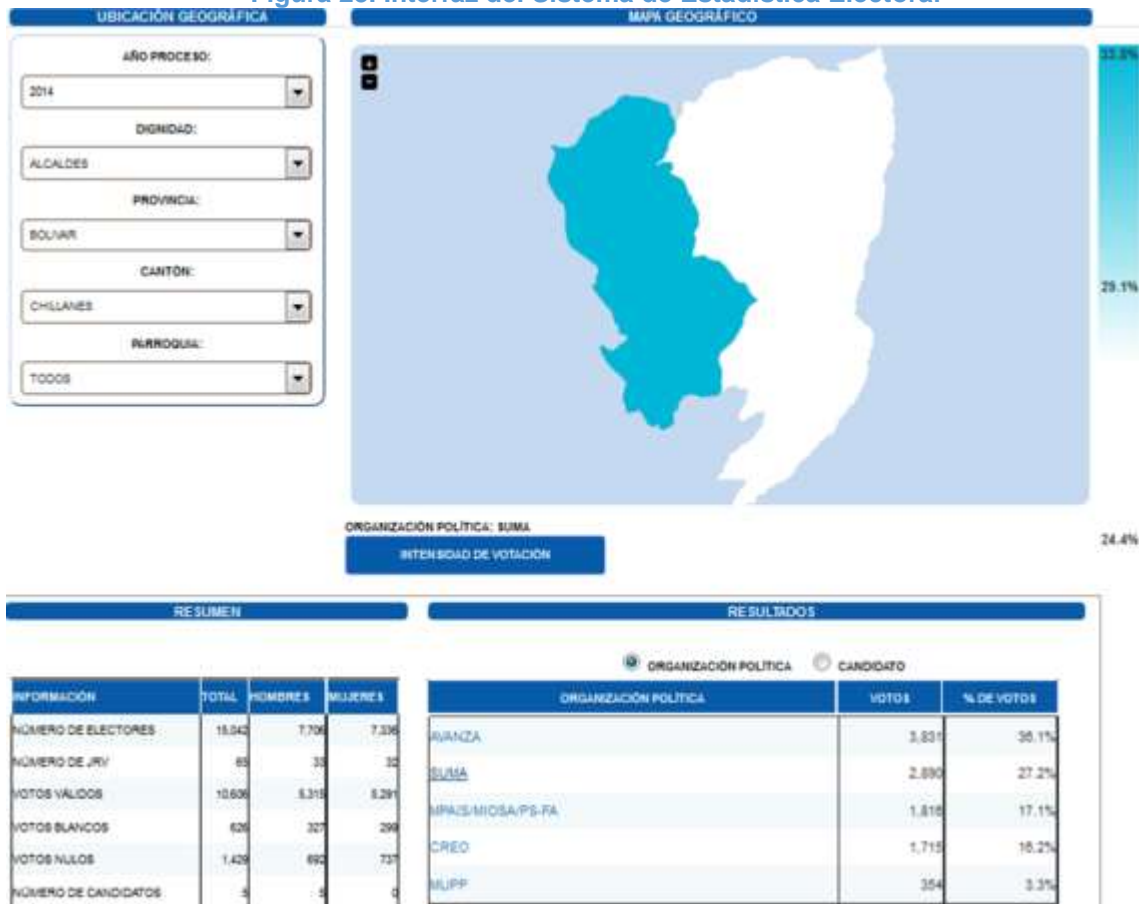 Figura 25. Interfaz del Sistema de Estadística Electoral
UBICACIÓN GEOGRÁFICA
AÑO PROCESO:
2014
DIGNIDAD:
ALCALDES
PROVINCIA:
BOLIVAR
CANTÓN:
CHILLANES
PARROQUIA:
TODOS
MAPA GEOGRÁFICO
+
-
29.1%
24.4%
ORGANIZACIÓN POLÍTICA: SUMA
INTENSIDAD DE VOTACIÓN
RESUMEN
INFORMACIÓN TOTAL HOMBRES MUJERES
NÚMERO DE ELECTORES 15,042 7,706 7,336
NÚMERO DE JRV 65 33 32
VOTOS VÁLIDOS 10,606 5,315 5,291
VOTOS BLANCOS 626 327 299
VOTOS NULOS 1,429 692 737
NÚMERO DE CANDIDATOS 5 5 0
RESULTADOS
ORGANIZACIÓN POLÍTICA CANDIDATO
ORGANIZACIÓN POLÍTICA VOTOS % DE VOTOS
AVANZA 3,831 36.1%
SUMA 2,890 27.2%
MPAIS/MIOSA/PS-FA 1,816 17.1%
CREO 1,715 16.2%
MUPP 354 3.3%